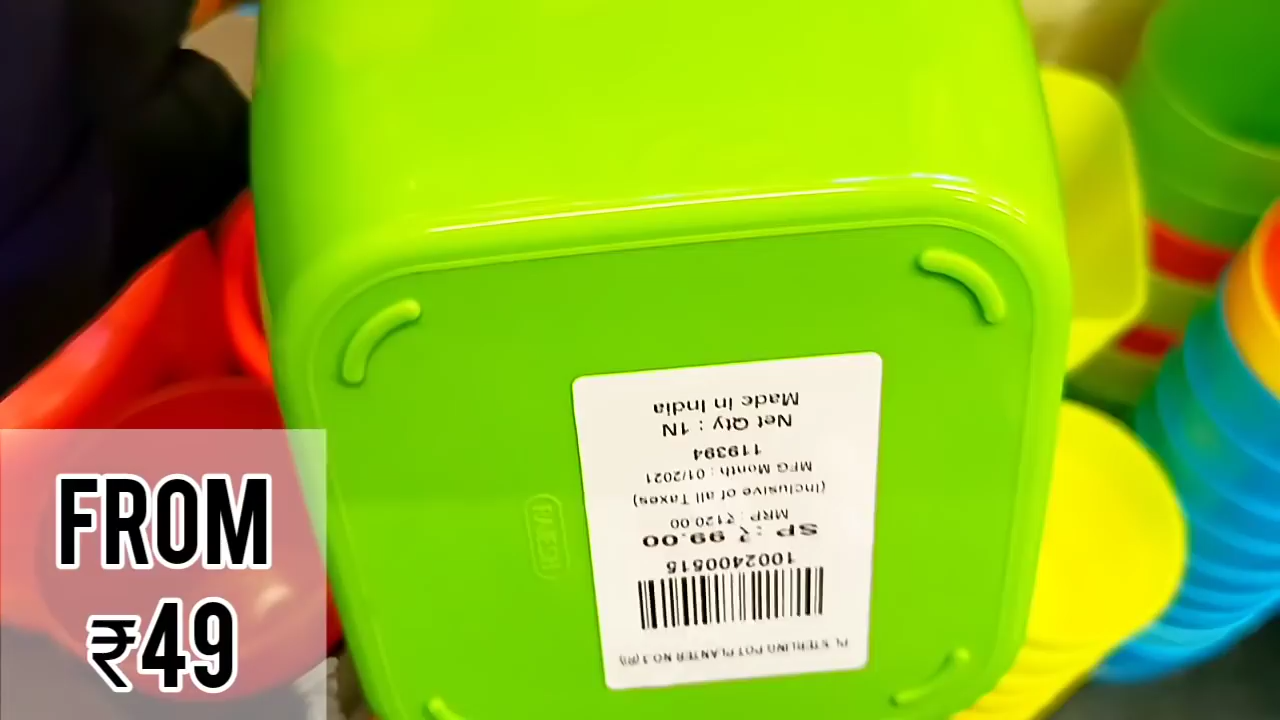 PL STERLING POT PLANTER NO.1(R)
1002400515
SP : ₹ 99.00
MRP : ₹120.00
(Inclusive of all Taxes)
MFG Month : 01/2021
119394
Net Qty : 1N
Made In India
FROM
₹49